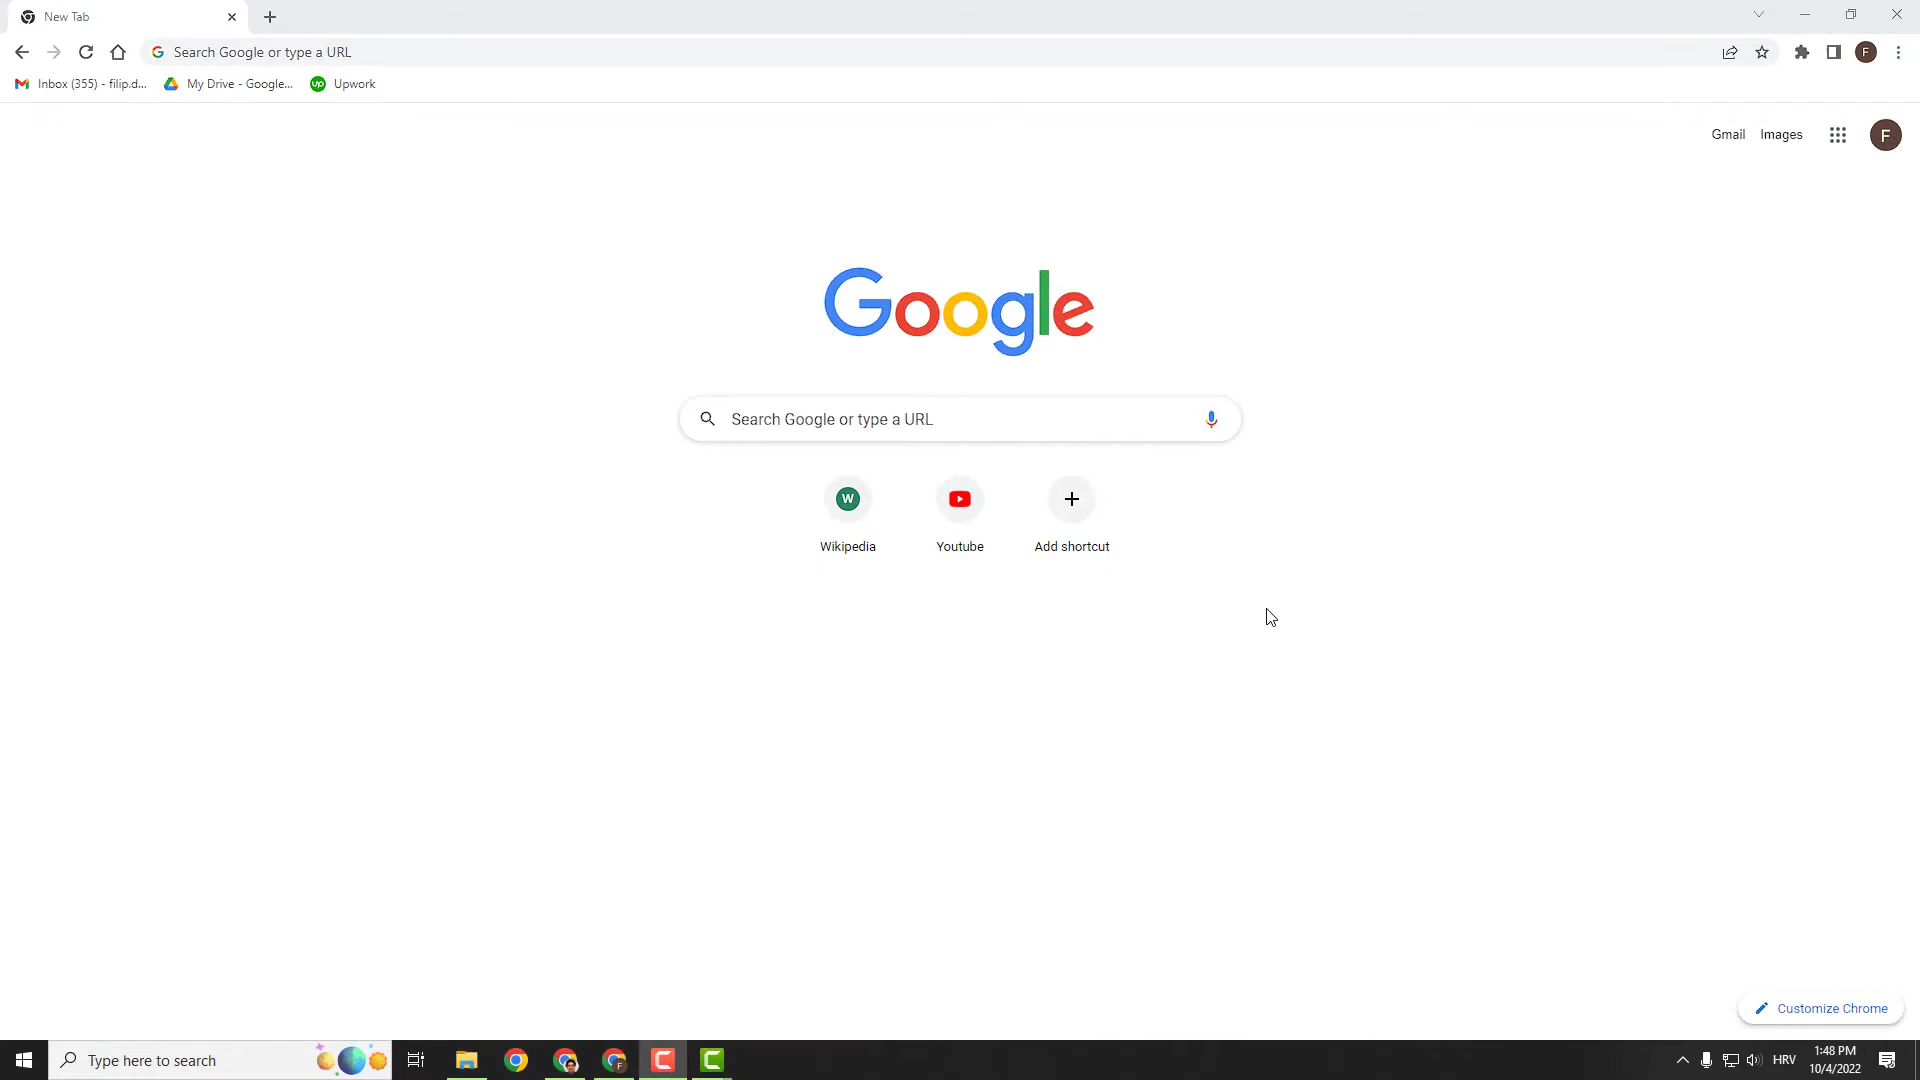 New Tab
Search Google or type a URL
Inbox (355) - filip.d... My Drive - Google... Upwork
Gmail Images F
Google
Search Google or type a URL
W
Wikipedia Youtube Add shortcut
Customize Chrome
Type here to search
HRV 1:48 PM
10/4/2022